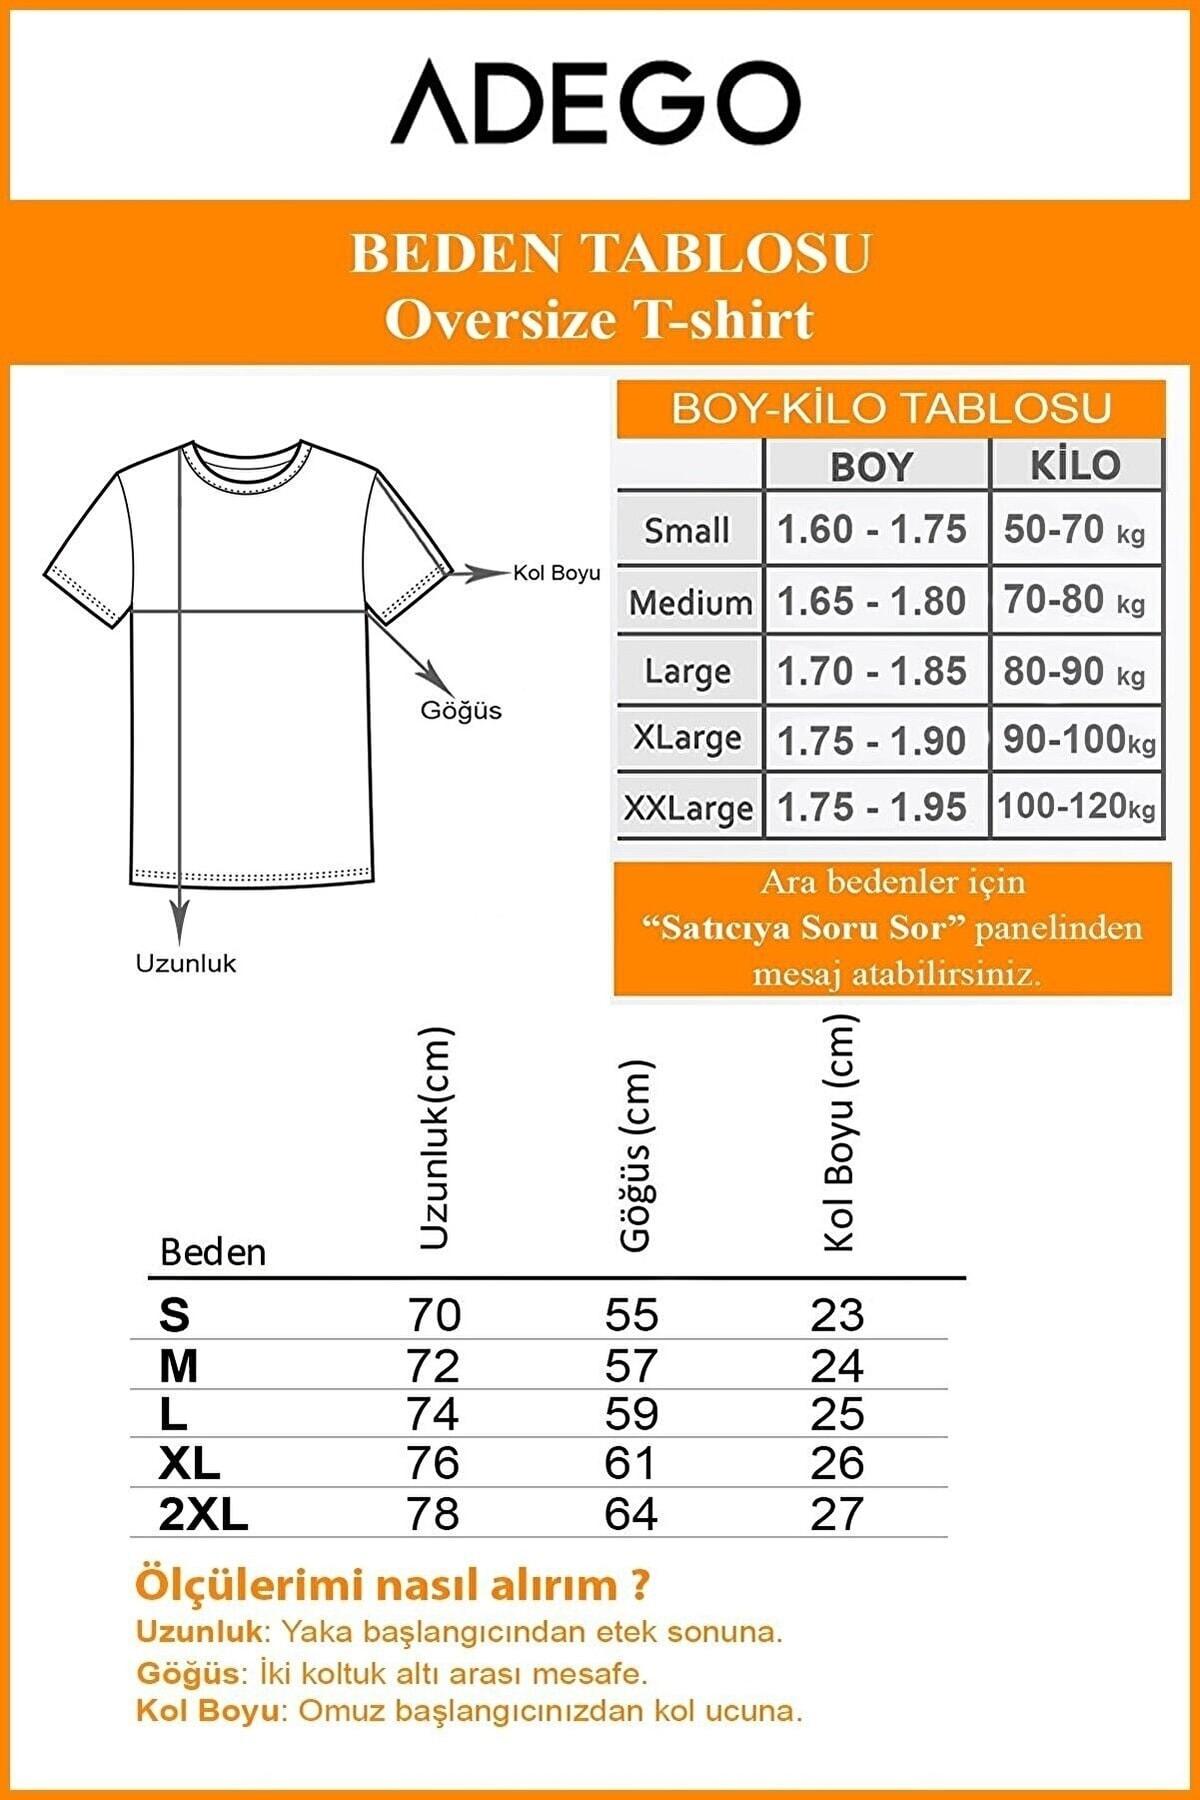 ADEGO
BEDEN TABLOSU
Oversize T-shirt
Kol Boyu
Göğüs
Uzunluk
BOY-KİLO TABLOSU
BOY KİLO
Small 1.60 - 1.75 50-70 kg
Medium 1.65 - 1.80 70-80 kg
Large 1.70 - 1.85 80-90 kg
XLarge 1.75 - 1.90 90-100kg
XXLarge 1.75 - 1.95 100-120kg
Ara bedenler için
“Satıcıya Soru Sor” panelinden
mesaj atabilirsiniz.
Beden Uzunluk(cm) Göğüs (cm) Kol Boyu (cm)
S 70 55 23
M 72 57 24
L 74 59 25
XL 76 61 26
2XL 78 64 27
Ölçülerimi nasıl alırım ?
Uzunluk: Yaka başlangıcından etek sonuna.
Göğüs: İki koltuk altı arası mesafe.
Kol Boyu: Omuz başlangıcınızdan kol ucuna.